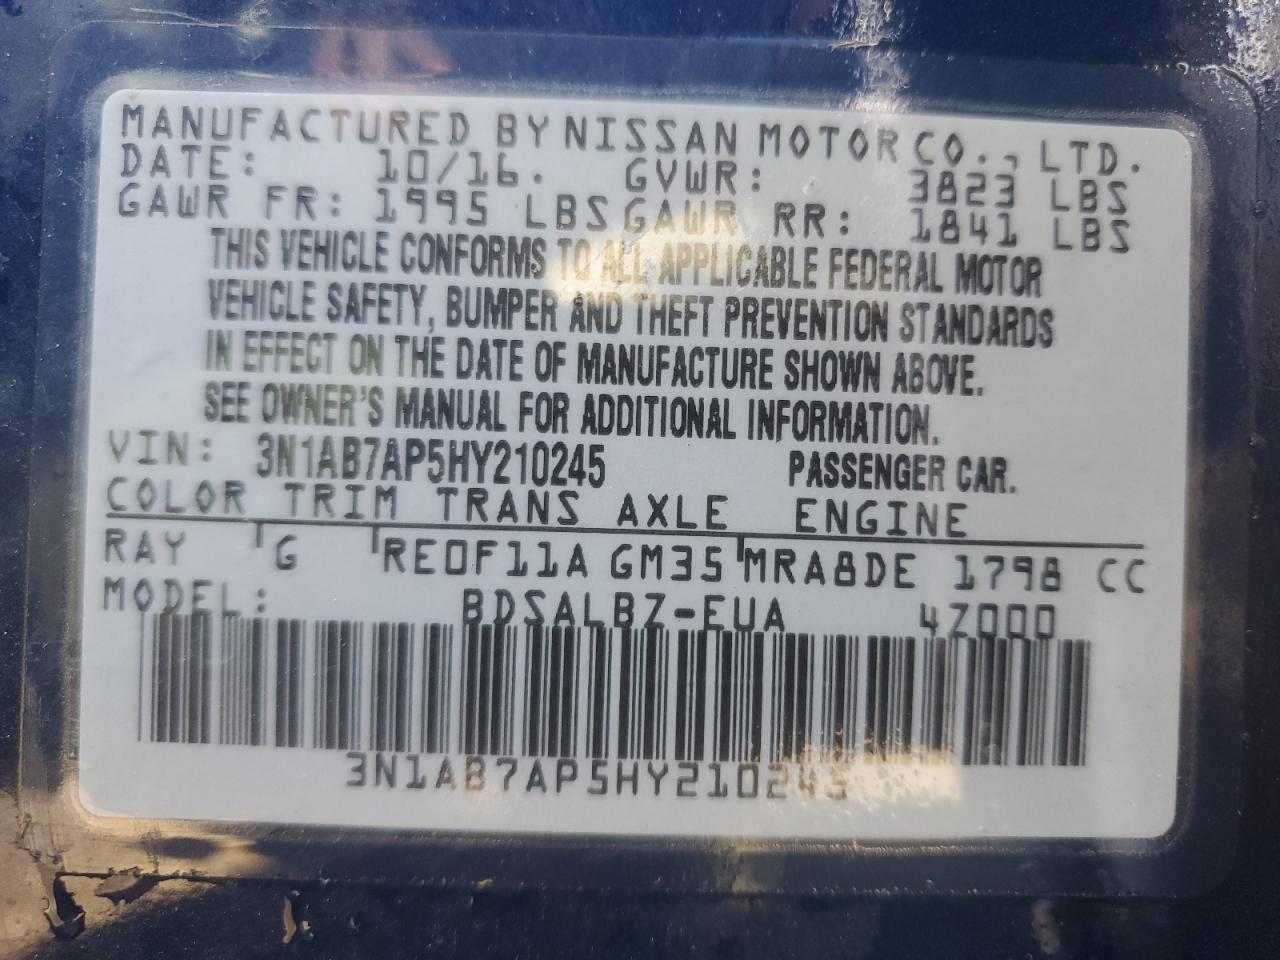 MANUFACTURED BY NISSAN MOTOR CO., LTD.
DATE: 10/16. GVWR: 3823 LBS
GAWR FR: 1995 LBS GAWR RR: 1841 LBS
THIS VEHICLE CONFORMS TO ALL APPLICABLE FEDERAL MOTOR
VEHICLE SAFETY, BUMPER AND THEFT PREVENTION STANDARDS
IN EFFECT ON THE DATE OF MANUFACTURE SHOWN ABOVE.
SEE OWNER'S MANUAL FOR ADDITIONAL INFORMATION.
VIN: 3N1AB7AP5HY210245 PASSENGER CAR.
COLOR TRIM TRANS AXLE ENGINE
RAY G RE0F11A GM35 MRA8DE 1798 CC
MODEL: BDSALBZ-EUA 4Z000
3N1AB7AP5HY210245